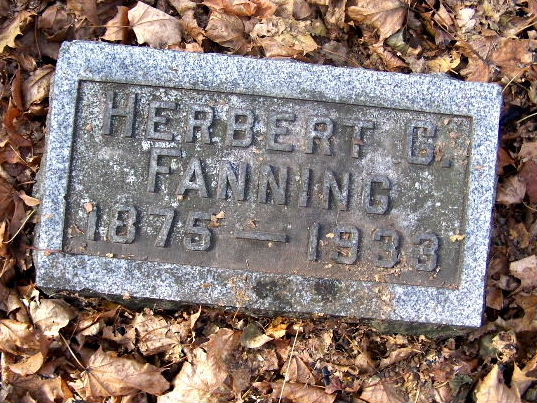 HERBERT G.
FANNING
1875 — 1933